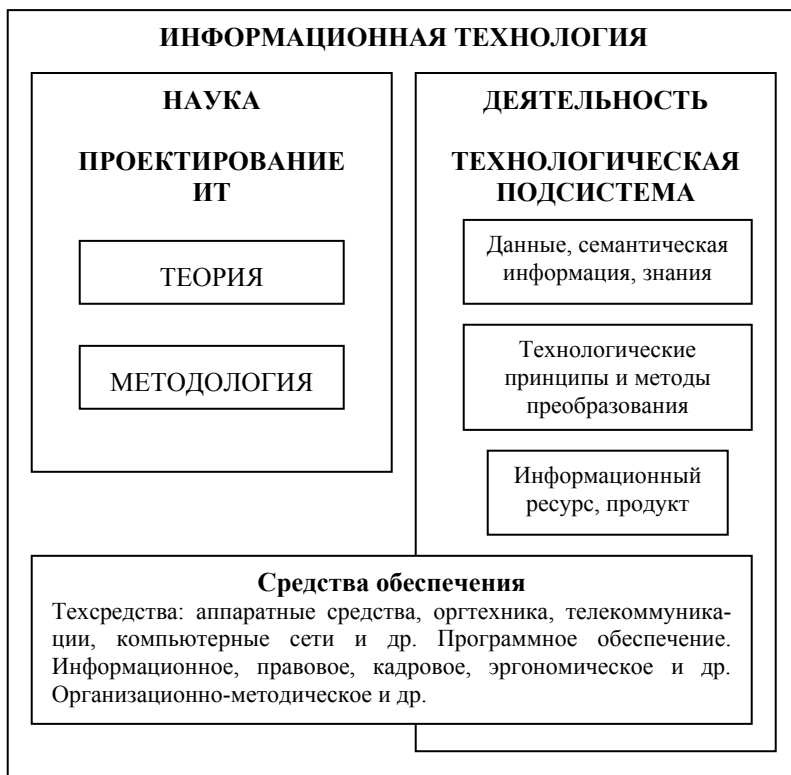 ИНФОРМАЦИОННАЯ ТЕХНОЛОГИЯ
НАУКА
ПРОЕКТИРОВАНИЕ
ИТ
ТЕОРИЯ
МЕТОДОЛОГИЯ
ДЕЯТЕЛЬНОСТЬ
ТЕХНОЛОГИЧЕСКАЯ
ПОДСИСТЕМА
Данные, семантическая
информация, знания
Технологические
принципы и методы
преобразования
Информационный
ресурс, продукт
Средства обеспечения
Техсредства: аппаратные средства, оргтехника, телекоммуника-
ции, компьютерные сети и др. Программное обеспечение.
Информационное, правовое, кадровое, эргономическое и др.
Организационно-методическое и др.